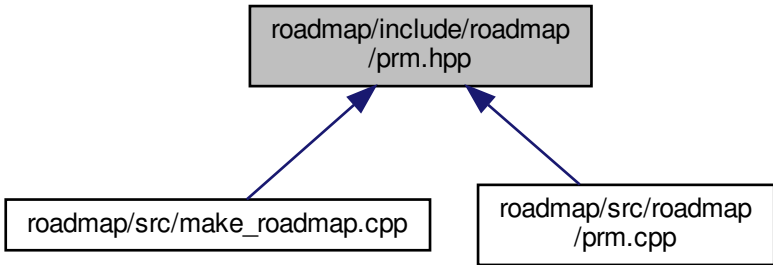 roadmap/include/roadmap
/prm.hpp
roadmap/src/make_roadmap.cpp
roadmap/src/roadmap
/prm.cpp